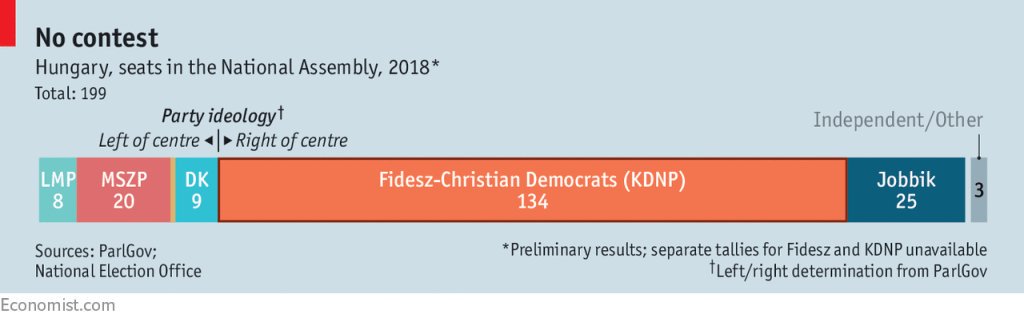 No contest
Hungary, seats in the National Assembly, 2018*
Total: 199
Party ideology†
Left of centre ◄ ► Right of centre
Independent/Other
LMP
8
MSZP
20
DK
9
Fidesz-Christian Democrats (KDNP)
134
Jobbik
25
3
Sources: ParlGov;
National Election Office
*Preliminary results; separate tallies for Fidesz and KDNP unavailable
†Left/right determination from ParlGov
Economist.com